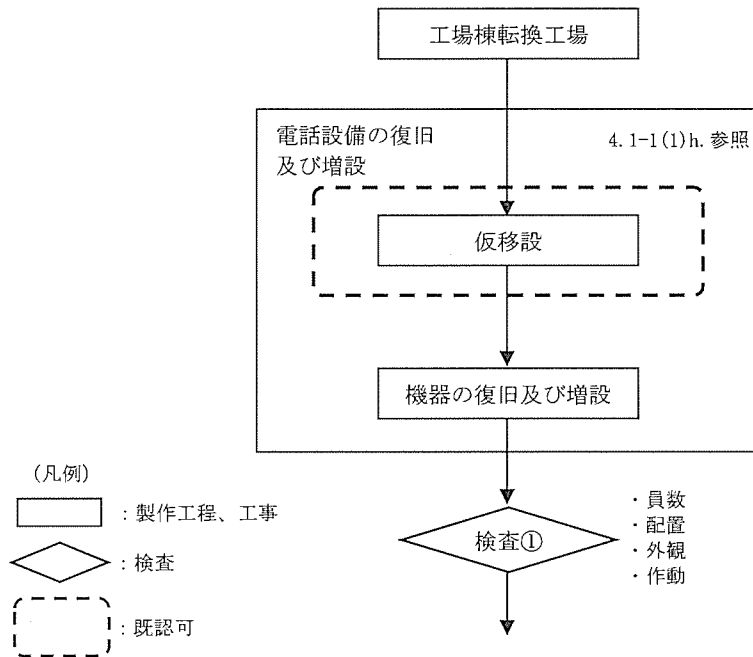 工場棟転換工場
電話設備の復旧
及び増設
4.1-1(1)h.参照
仮移設
機器の復旧及び増設
検査①
・員数
・配置
・外観
・作動
(凡例)
：製作工程、工事
：検査
：既認可